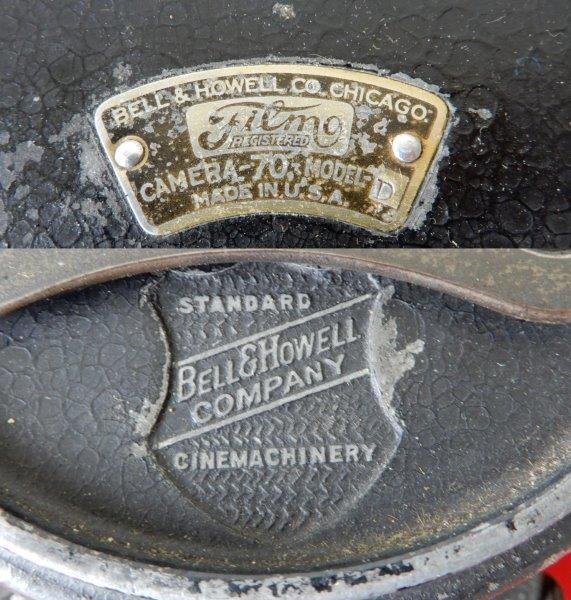 BELL & HOWELL CO. CHICAGO.
Filmo
REGISTERED
CAMERA-70, MODEL-D
MADE IN U.S.A.
STANDARD
BELL & HOWELL
COMPANY
CINEMACHINERY